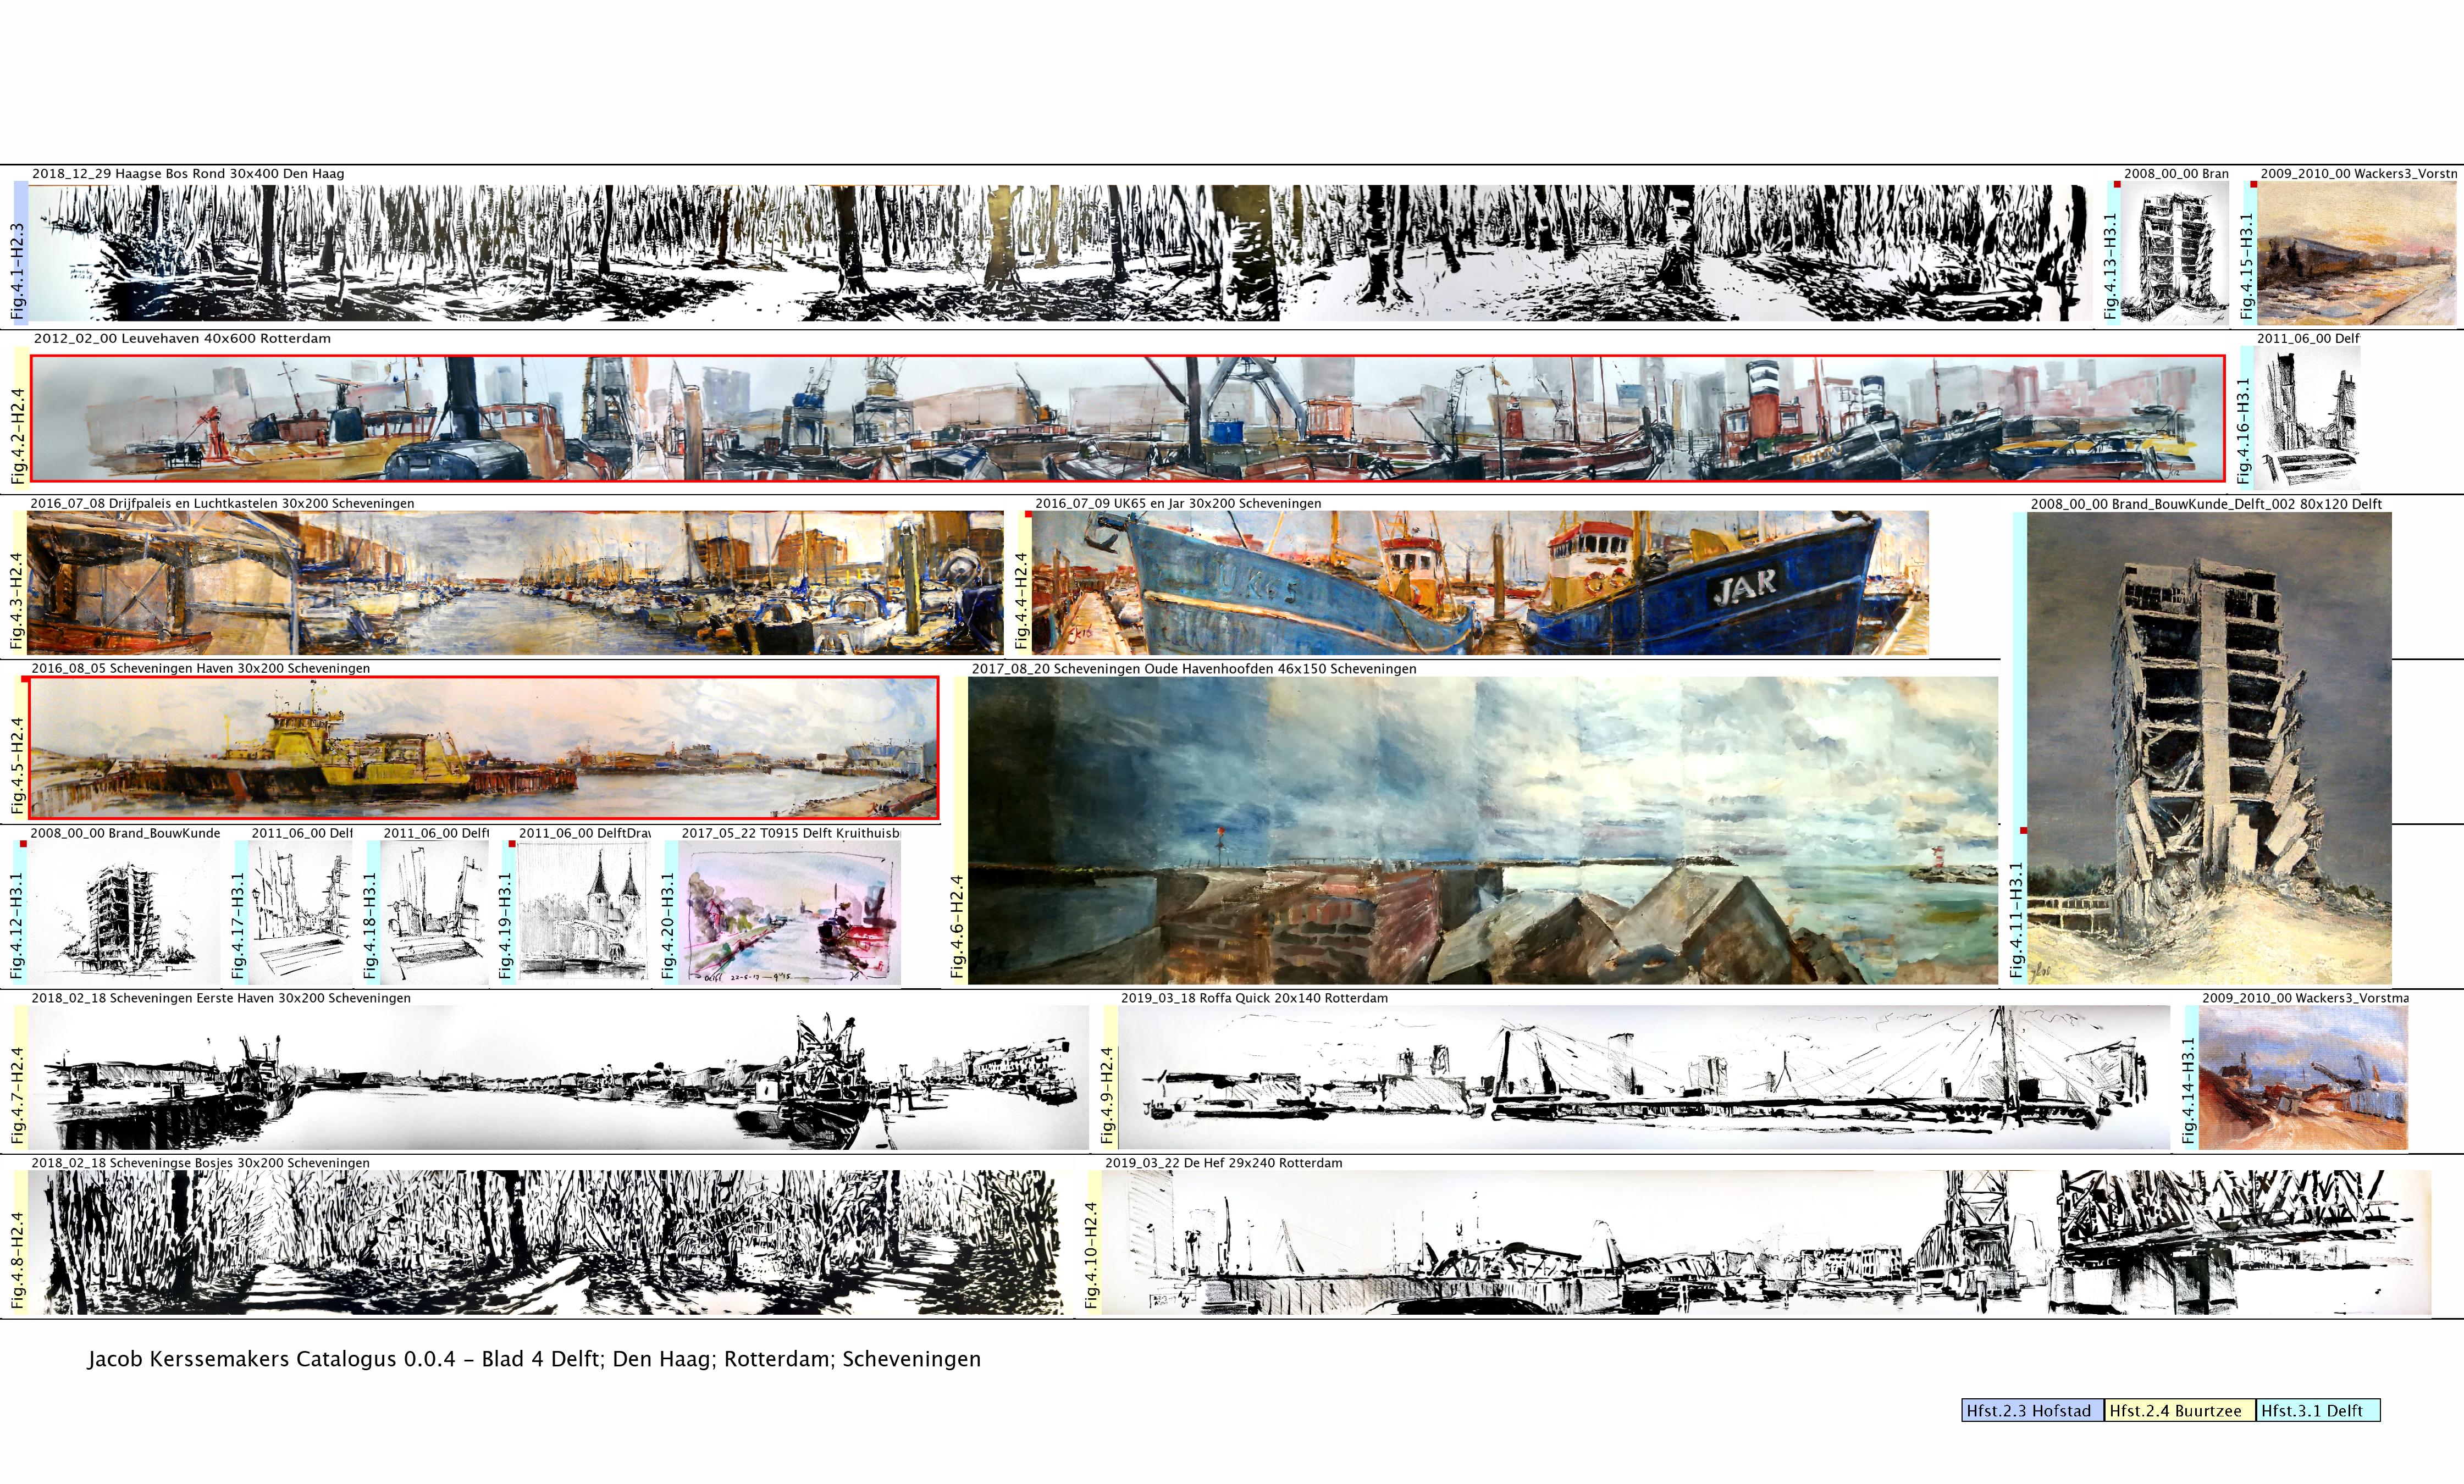 2018_12_29 Haagse Bos Rond 30x400 Den Haag
Fig.4.1-H2.3
2008_00_00 Bran
Fig.4.13-H3.1
2009_2010_00 Wackers3_Vorstn
Fig.4.15-H3.1
2012_02_00 Leuvehaven 40x600 Rotterdam
Fig.4.2-H2.4
2011_06_00 Delf
Fig.4.16-H3.1
2016_07_08 Drijfpaleis en Luchtkastelen 30x200 Scheveningen
Fig.4.3-H2.4
2016_07_09 UK65 en Jar 30x200 Scheveningen
Fig.4.4-H2.4
UK65
JAR
2008_00_00 Brand_BouwKunde_Delft_002 80x120 Delft
Fig.4.11-H3.1
2016_08_05 Scheveningen Haven 30x200 Scheveningen
Fig.4.5-H2.4
2017_08_20 Scheveningen Oude Havenhoofden 46x150 Scheveningen
Fig.4.6-H2.4
2008_00_00 Brand_BouwKunde
Fig.4.12-H3.1
2011_06_00 Delf
Fig.4.17-H3.1
2011_06_00 Delft
Fig.4.18-H3.1
2011_06_00 DelftDrav
Fig.4.19-H3.1
2017_05_22 T0915 Delft Kruithuisb
Fig.4.20-H3.1
Delft 22-5-17 9:15
2018_02_18 Scheveningen Eerste Haven 30x200 Scheveningen
Fig.4.7-H2.4
2019_03_18 Roffa Quick 20x140 Rotterdam
Fig.4.9-H2.4
2009_2010_00 Wackers3_Vorstma
Fig.4.14-H3.1
2018_02_18 Scheveningse Bosjes 30x200 Scheveningen
Fig.4.8-H2.4
2019_03_22 De Hef 29x240 Rotterdam
Fig.4.10-H2.4
Jacob Kerssemakers Catalogus 0.0.4 - Blad 4 Delft; Den Haag; Rotterdam; Scheveningen
Hfst.2.3 Hofstad
Hfst.2.4 Buurtzee
Hfst.3.1 Delft